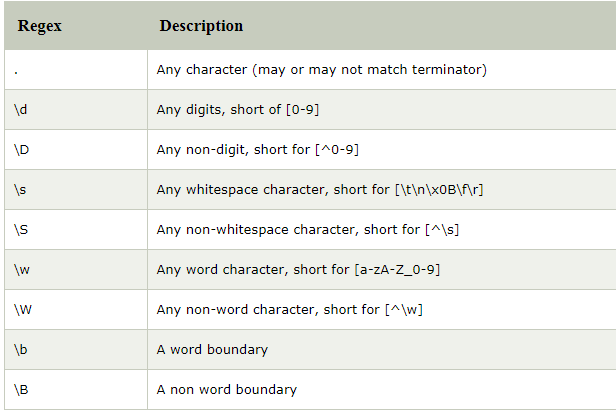 Regex Description
. Any character (may or may not match terminator)
\d Any digits, short of [0-9]
\D Any non-digit, short for [^0-9]
\s Any whitespace character, short for [\t\n\x0B\f\r]
\S Any non-whitespace character, short for [^\s]
\w Any word character, short for [a-zA-Z_0-9]
\W Any non-word character, short for [^\w]
\b A word boundary
\B A non word boundary